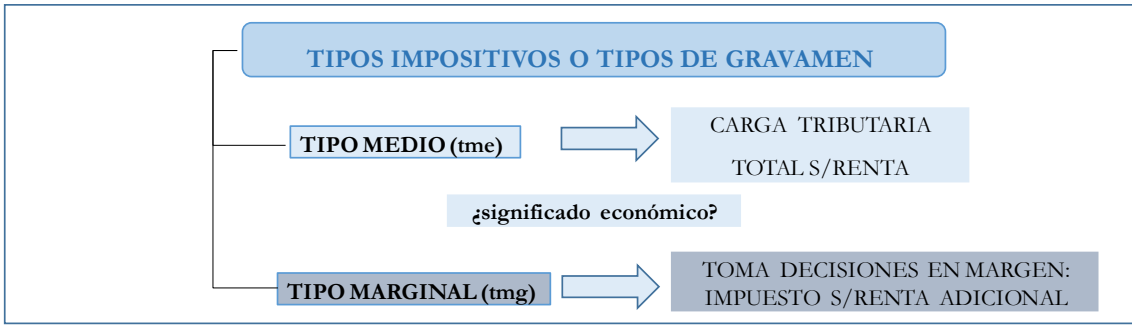 TIPOS IMPOSITIVOS O TIPOS DE GRAVAMEN
TIPO MEDIO (tme)
CARGA TRIBUTARIA
TOTAL S/RENTA
¿significado económico?
TIPO MARGINAL (tmg)
TOMA DECISIONES EN MARGEN:
IMPUESTO S/RENTA ADICIONAL